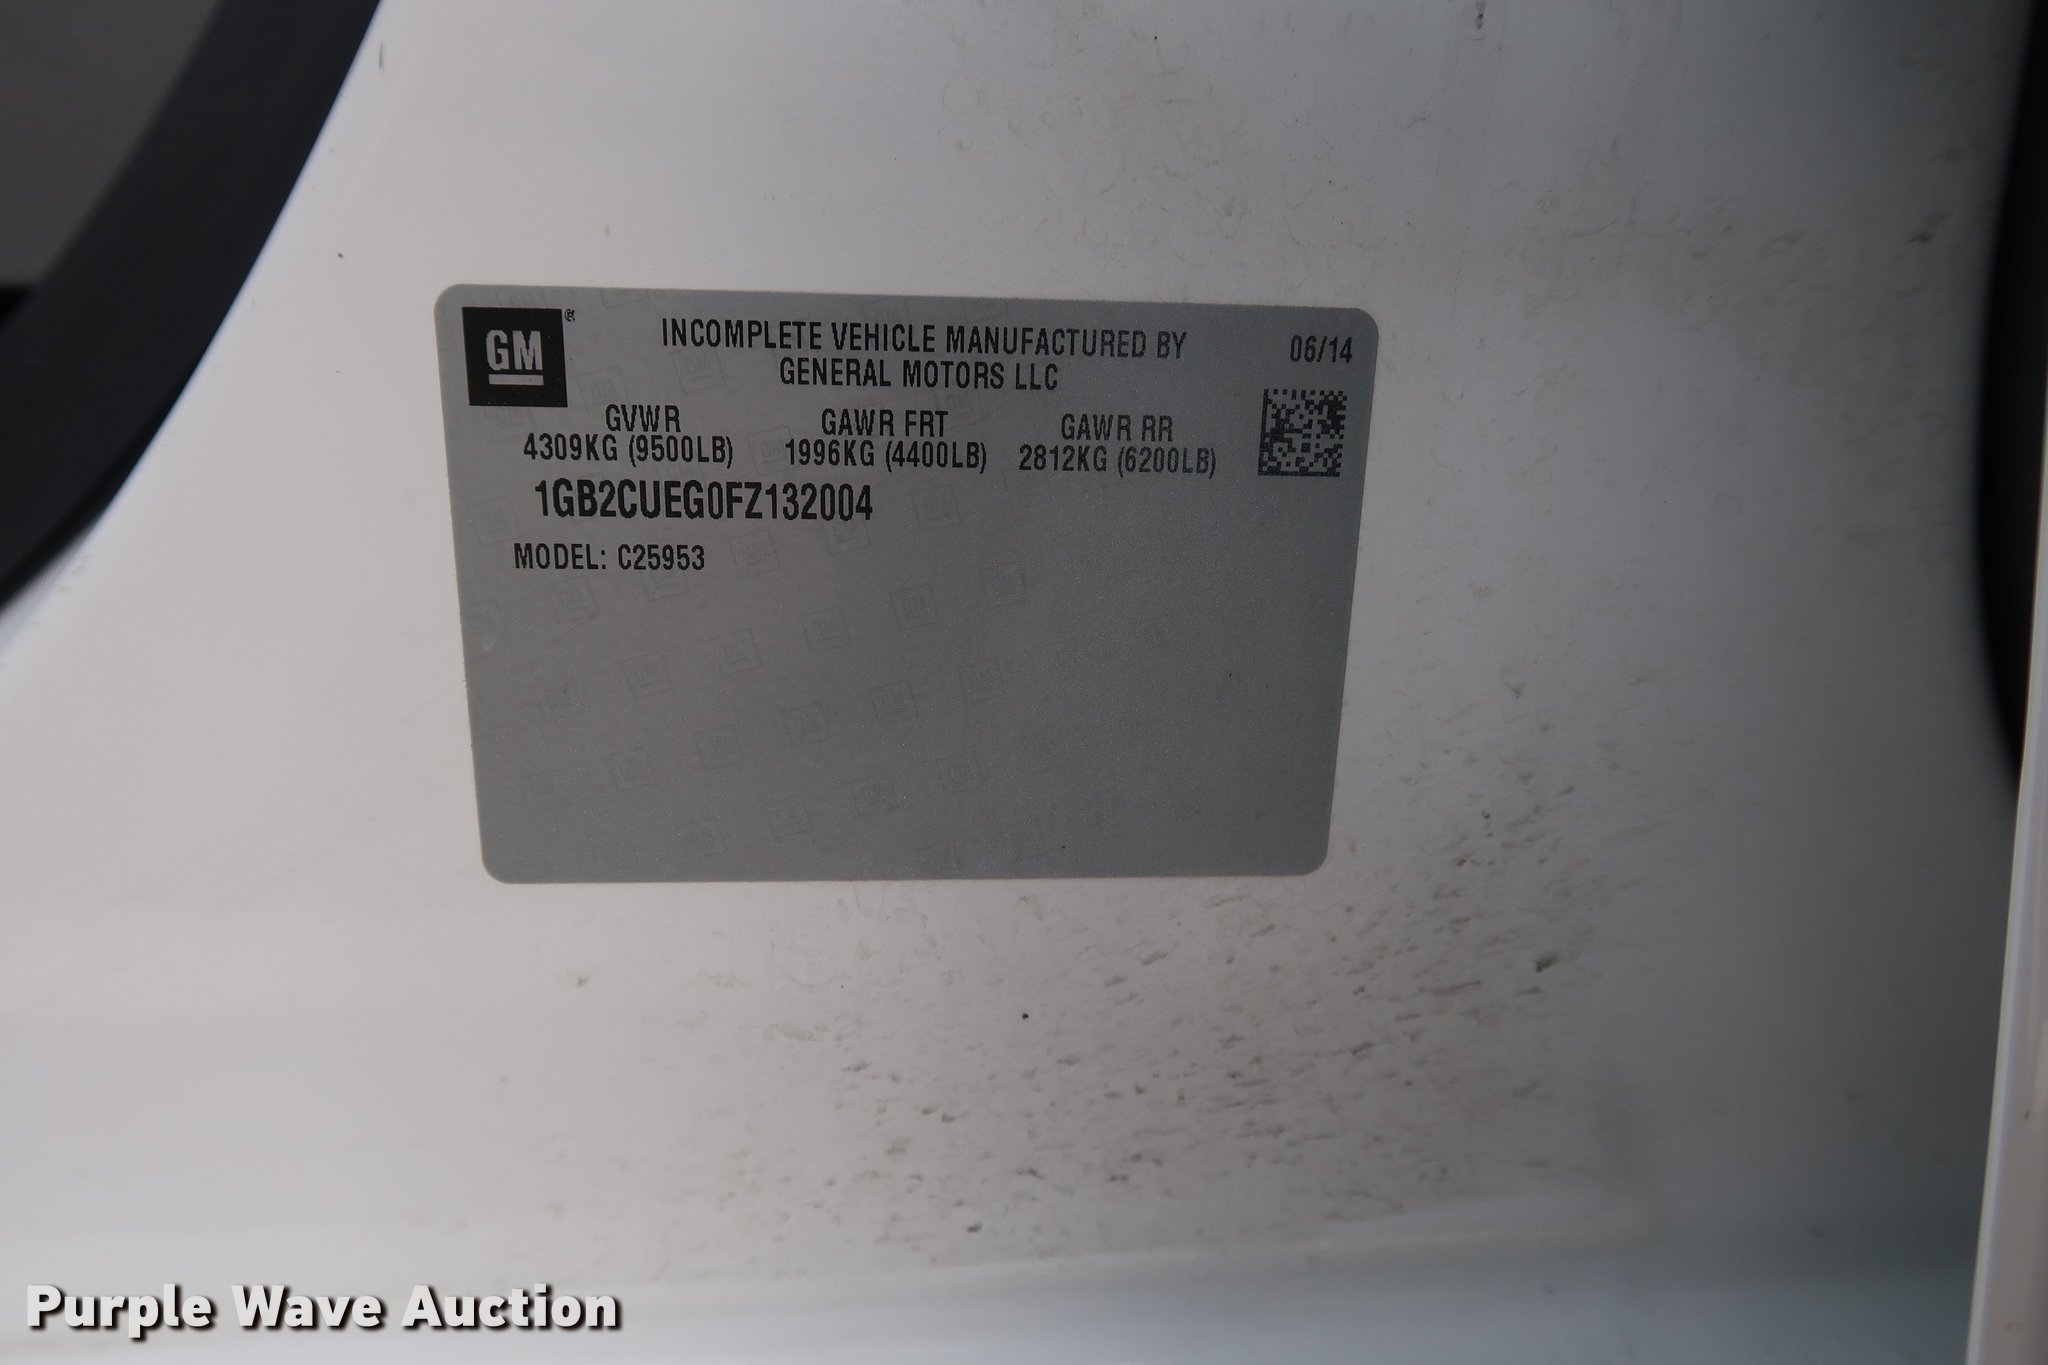 GM®
INCOMPLETE VEHICLE MANUFACTURED BY
GENERAL MOTORS LLC
06/14
GVWR GAWR FRT GAWR RR
4309KG (9500LB) 1996KG (4400LB) 2812KG (6200LB)
1GB2CUEG0FZ132004
MODEL: C25953
Purple Wave Auction